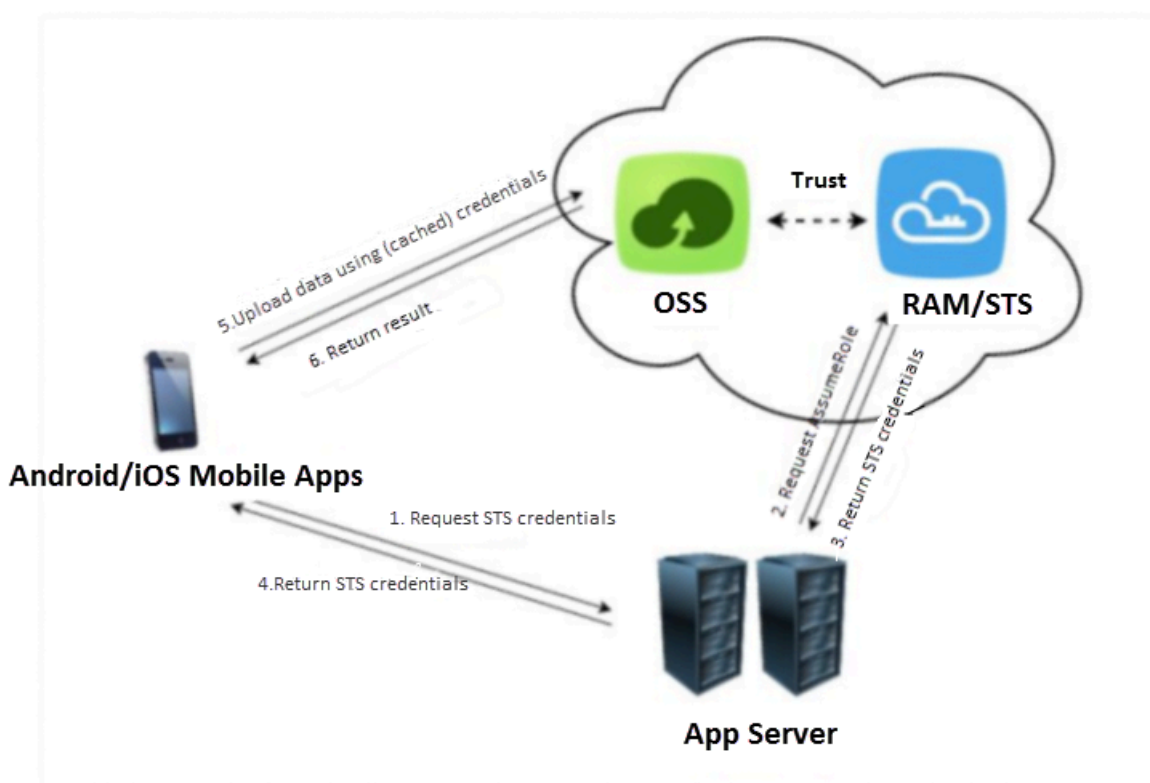 Trust
OSS
RAM/STS
5.Upload data using (cached) credentials
6. Return result
Android/iOS Mobile Apps
2. Request AssumeRole
3. Return STS credentials
1. Request STS credentials
4.Return STS credentials
App Server